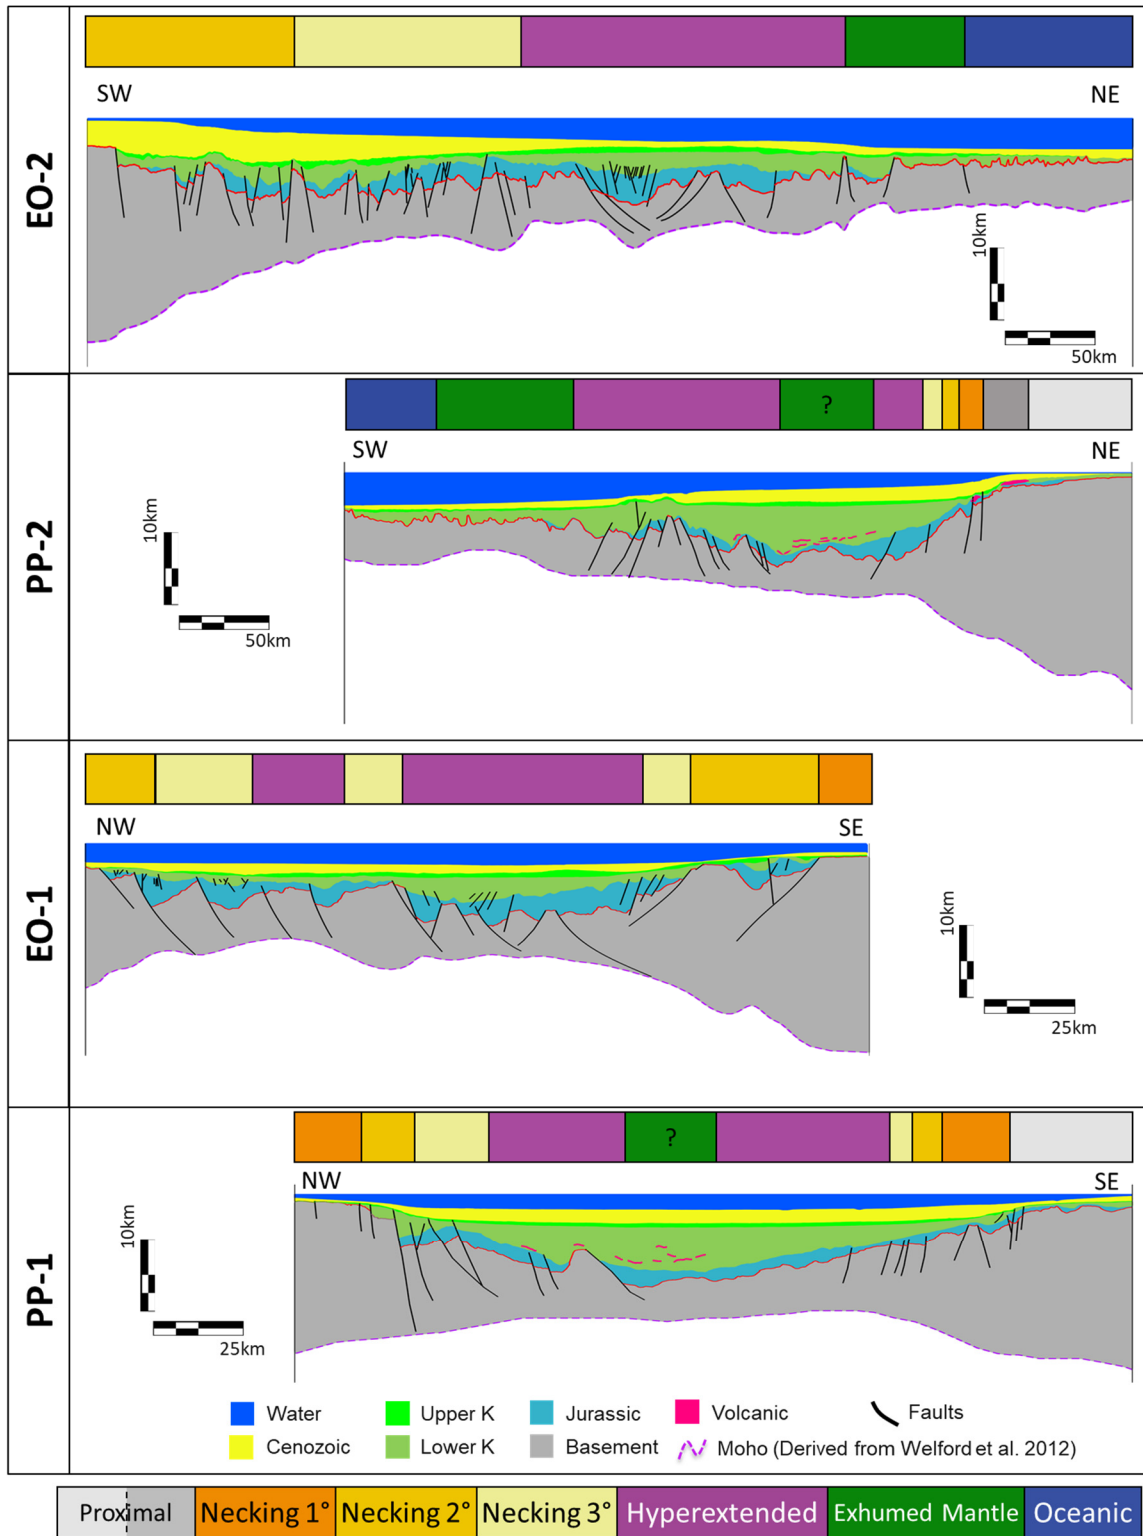 EO-2
SW
NE
10km
50km
PP-2
?
SW
NE
10km
50km
EO-1
NW
SE
10km
25km
PP-1
?
NW
SE
10km
25km
Water
Upper K
Jurassic
Volcanic
Faults
Cenozoic
Lower K
Basement
Moho (Derived from Welford et al. 2012)
Proximal
Necking 1°
Necking 2°
Necking 3°
Hyperextended
Exhumed Mantle
Oceanic